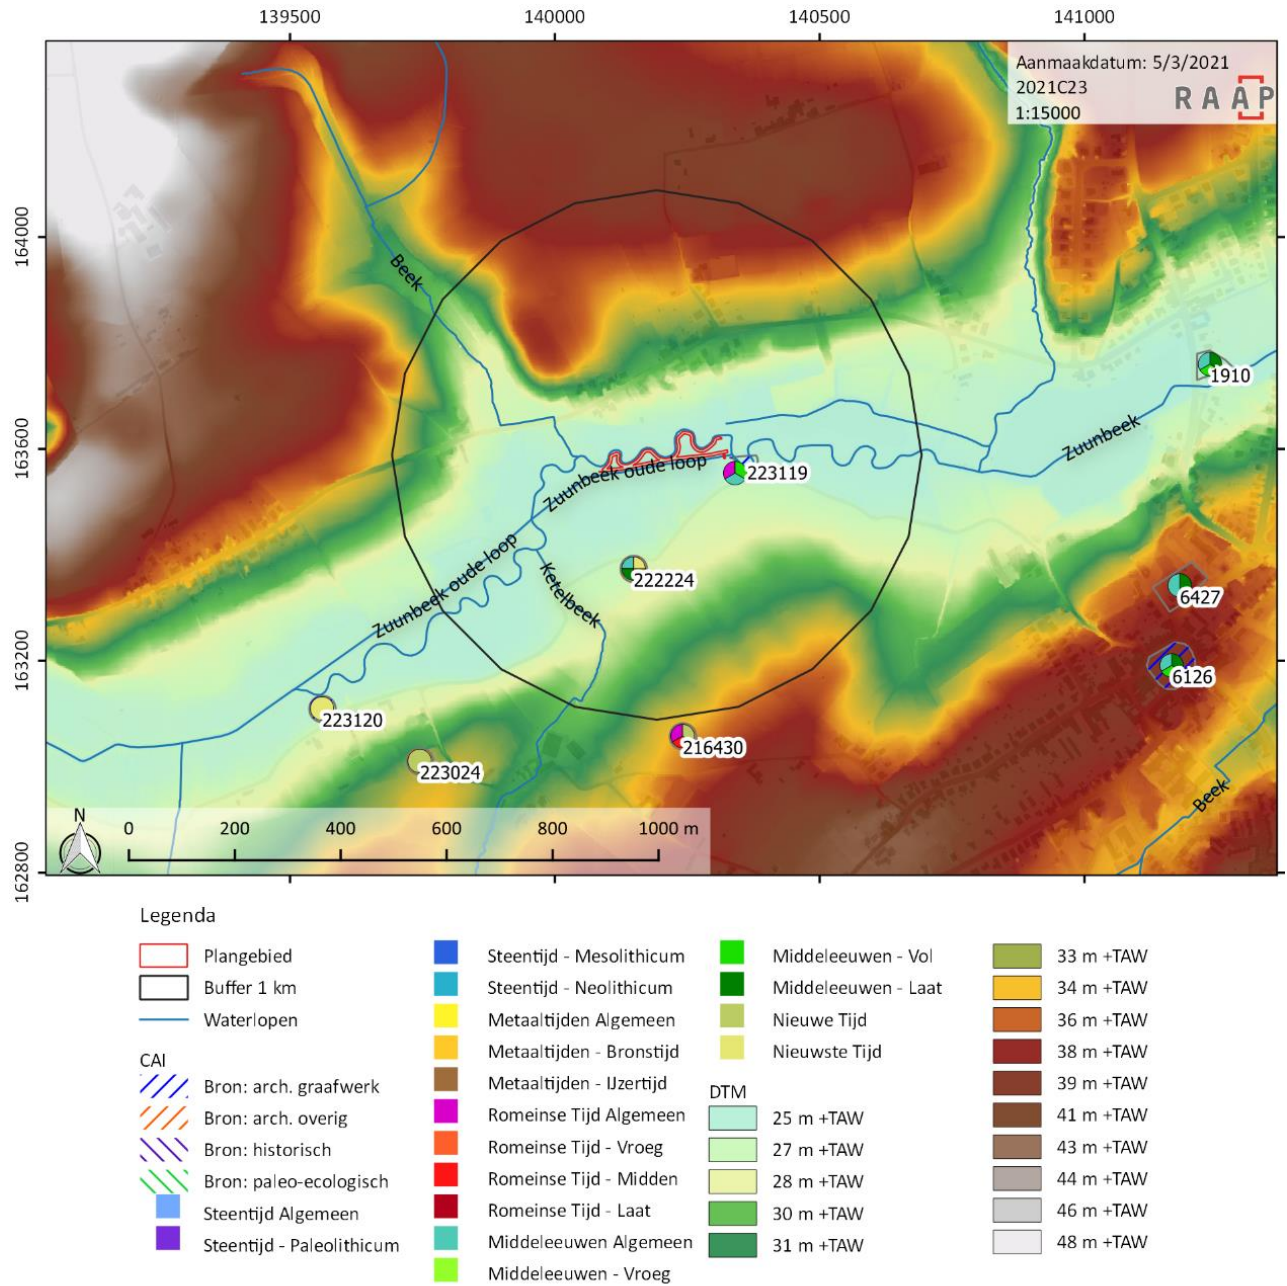 139500 140000 140500 141000
Aanmaakdatum: 5/3/2021
2021C23
1:15000
RAAP
164000
163600
163200
162800
Beek
1910
Zuunbeek
Zuunbeek oude loop
223119
Zuunbeek oude loop
222224
Ketelbeek
6427
6126
223120
216430
223024
Beek
N
0 200 400 600 800 1000 m
Legenda
Plangebied
Buffer 1 km
Waterlopen
CAI
Bron: arch. graafwerk
Bron: arch. overig
Bron: historisch
Bron: paleo-ecologisch
Steentijd Algemeen
Steentijd - Paleolithicum
Steentijd - Mesolithicum
Steentijd - Neolithicum
Metaaltijden Algemeen
Metaaltijden - Bronstijd
Metaaltijden - IJzertijd
Romeinse Tijd Algemeen
Romeinse Tijd - Vroeg
Romeinse Tijd - Midden
Romeinse Tijd - Laat
Middeleeuwen Algemeen
Middeleeuwen - Vroeg
Middeleeuwen - Vol
Middeleeuwen - Laat
Nieuwe Tijd
Nieuwste Tijd
DTM
25 m +TAW
27 m +TAW
28 m +TAW
30 m +TAW
31 m +TAW
33 m +TAW
34 m +TAW
36 m +TAW
38 m +TAW
39 m +TAW
41 m +TAW
43 m +TAW
44 m +TAW
46 m +TAW
48 m +TAW